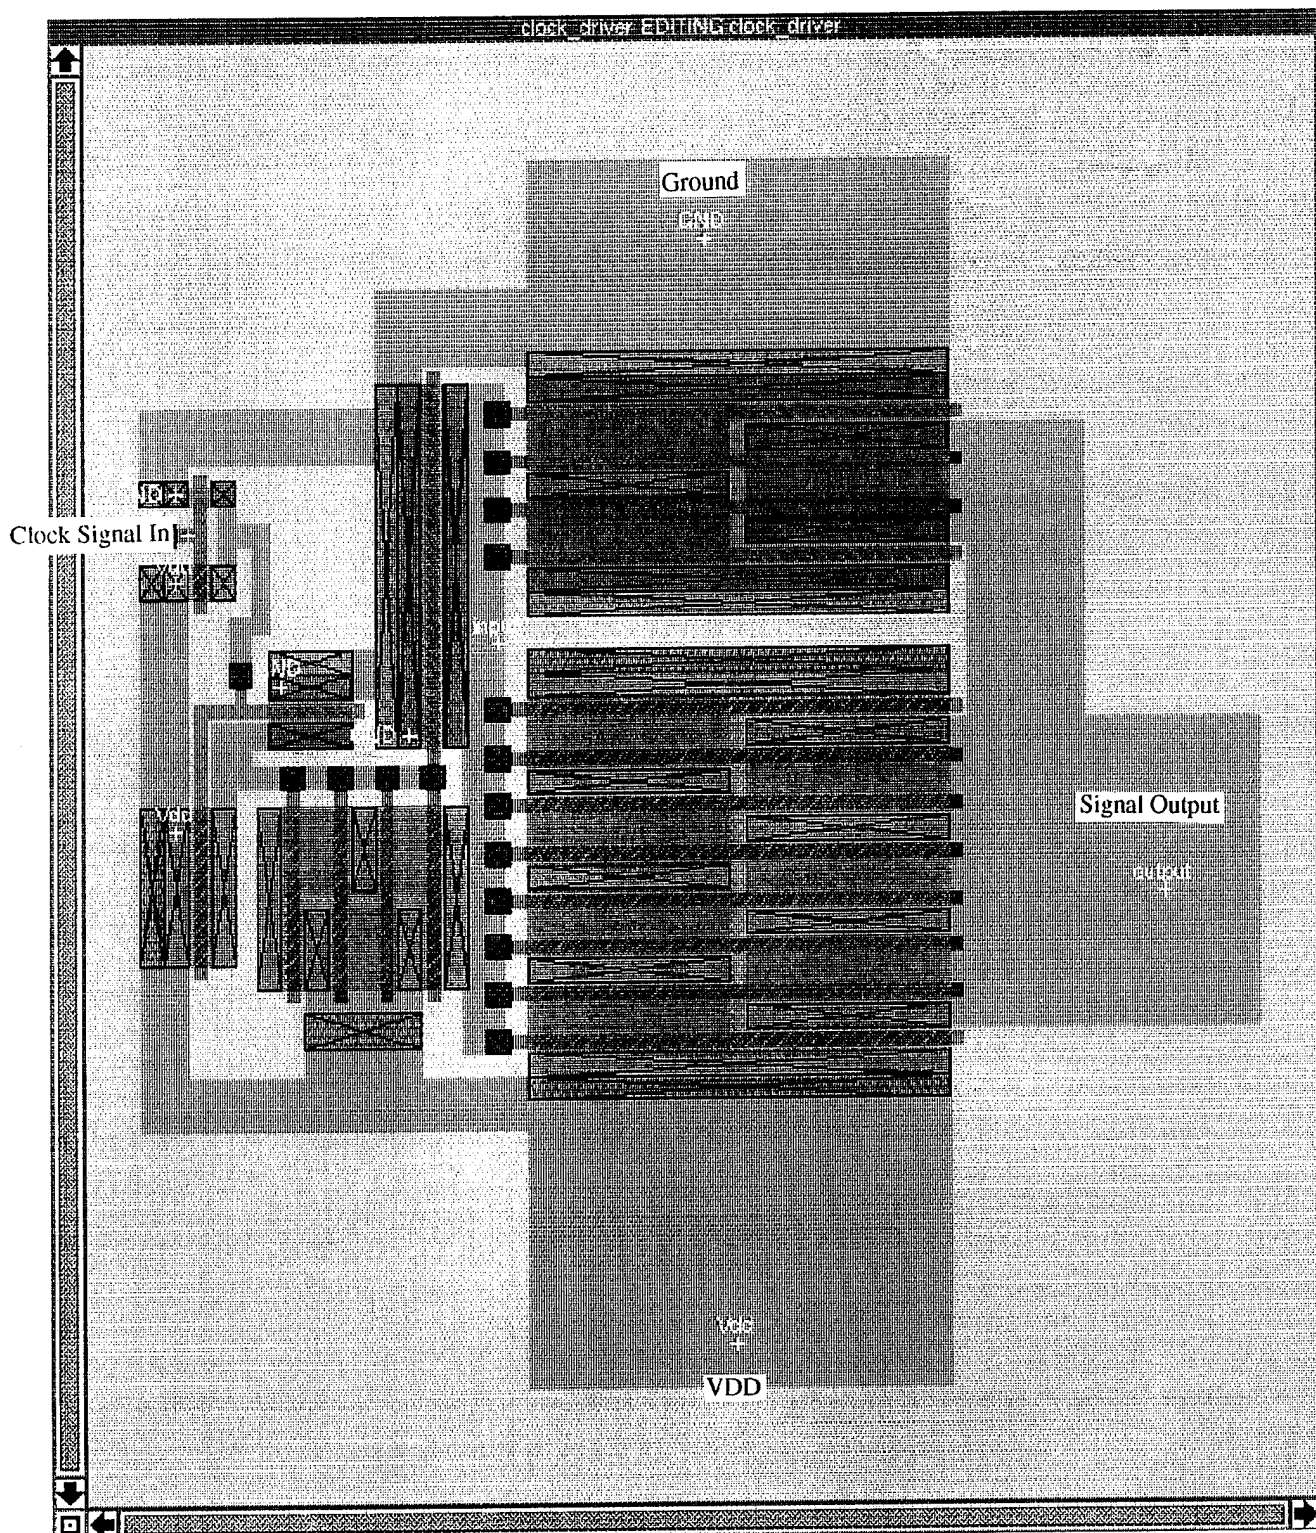 clock_driver EDITING clock_driver
Ground
GND
Clock Signal In
Vdd
Signal Output
output
VDD